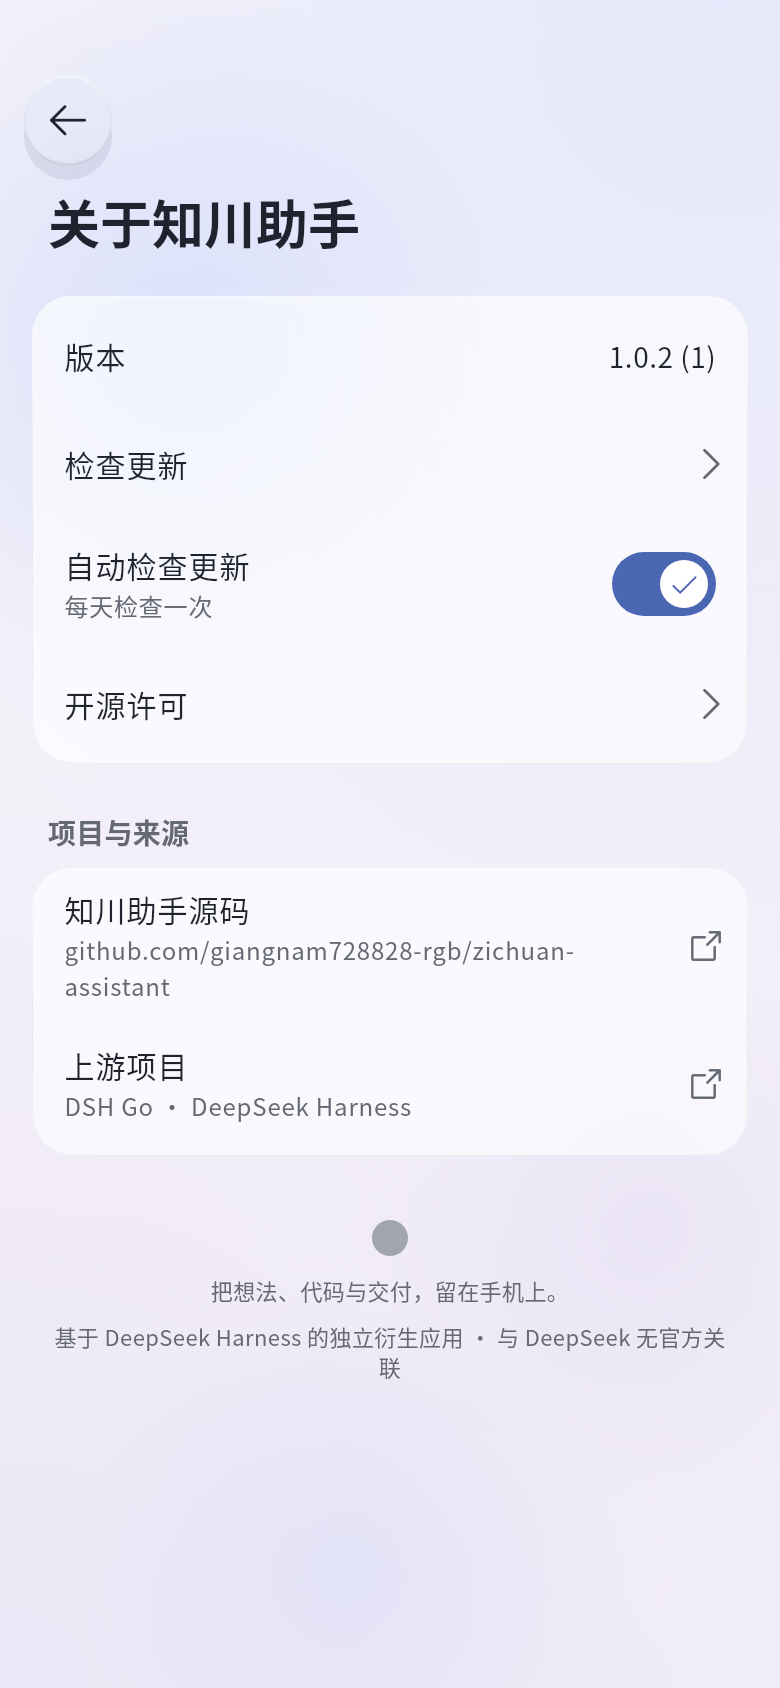 关于知川助手
版本
1.0.2 (1)
检查更新
自动检查更新
每天检查一次
开源许可
项目与来源
知川助手源码
github.com/giangnam728828-rgb/zichuan-
assistant
上游项目
DSH Go · DeepSeek Harness
把想法、代码与交付，留在手机上。
基于 DeepSeek Harness 的独立衍生应用 · 与 DeepSeek 无官方关
联